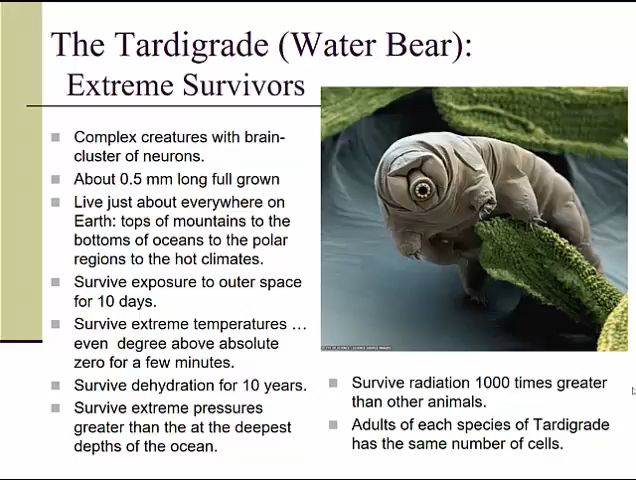 The Tardigrade (Water Bear):
Extreme Survivors
Complex creatures with brain-
cluster of neurons.
About 0.5 mm long full grown
Live just about everywhere on
Earth: tops of mountains to the
bottoms of oceans to the polar
regions to the hot climates.
Survive exposure to outer space
for 10 days.
Survive extreme temperatures …
even degree above absolute
zero for a few minutes.
Survive dehydration for 10 years.
Survive extreme pressures
greater than the at the deepest
depths of the ocean.
Survive radiation 1000 times greater
than other animals.
Adults of each species of Tardigrade
has the same number of cells.